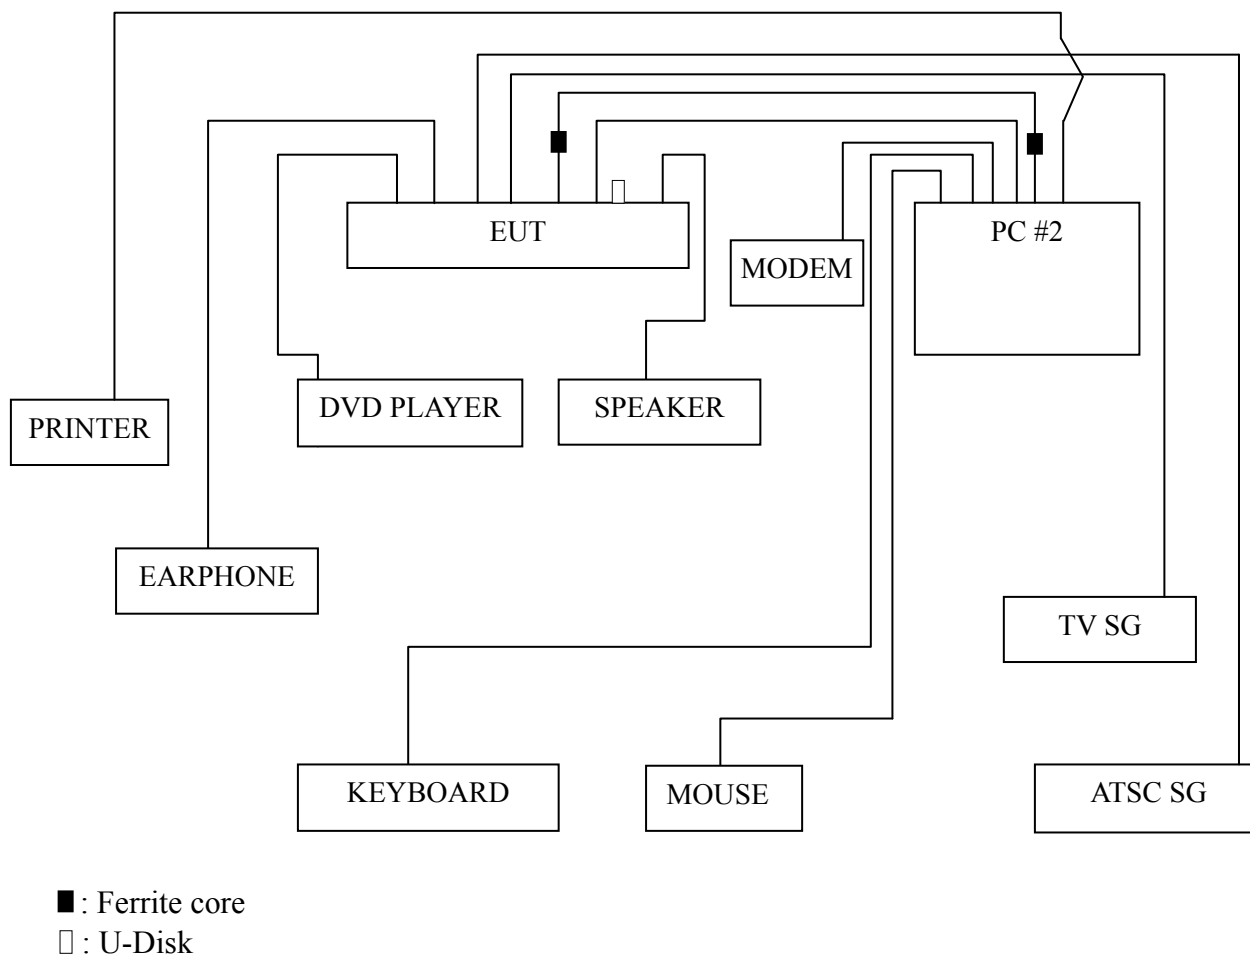 EUT
PC #2
MODEM
DVD PLAYER
SPEAKER
PRINTER
EARPHONE
TV SG
KEYBOARD
MOUSE
ATSC SG
: Ferrite core
: U-Disk